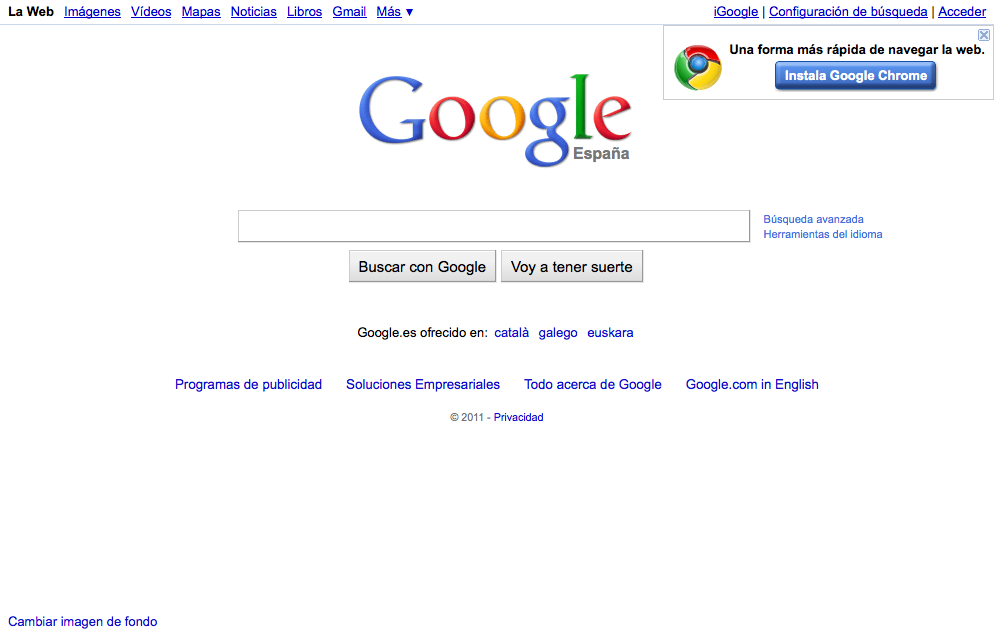 La Web Imágenes Vídeos Mapas Noticias Libros Gmail Más ▼
iGoogle | Configuración de búsqueda | Acceder
Una forma más rápida de navegar la web.
Instala Google Chrome
Google
España
Búsqueda avanzada
Herramientas del idioma
Buscar con Google Voy a tener suerte
Google.es ofrecido en: català galego euskara
Programas de publicidad Soluciones Empresariales Todo acerca de Google Google.com in English
© 2011 - Privacidad
Cambiar imagen de fondo